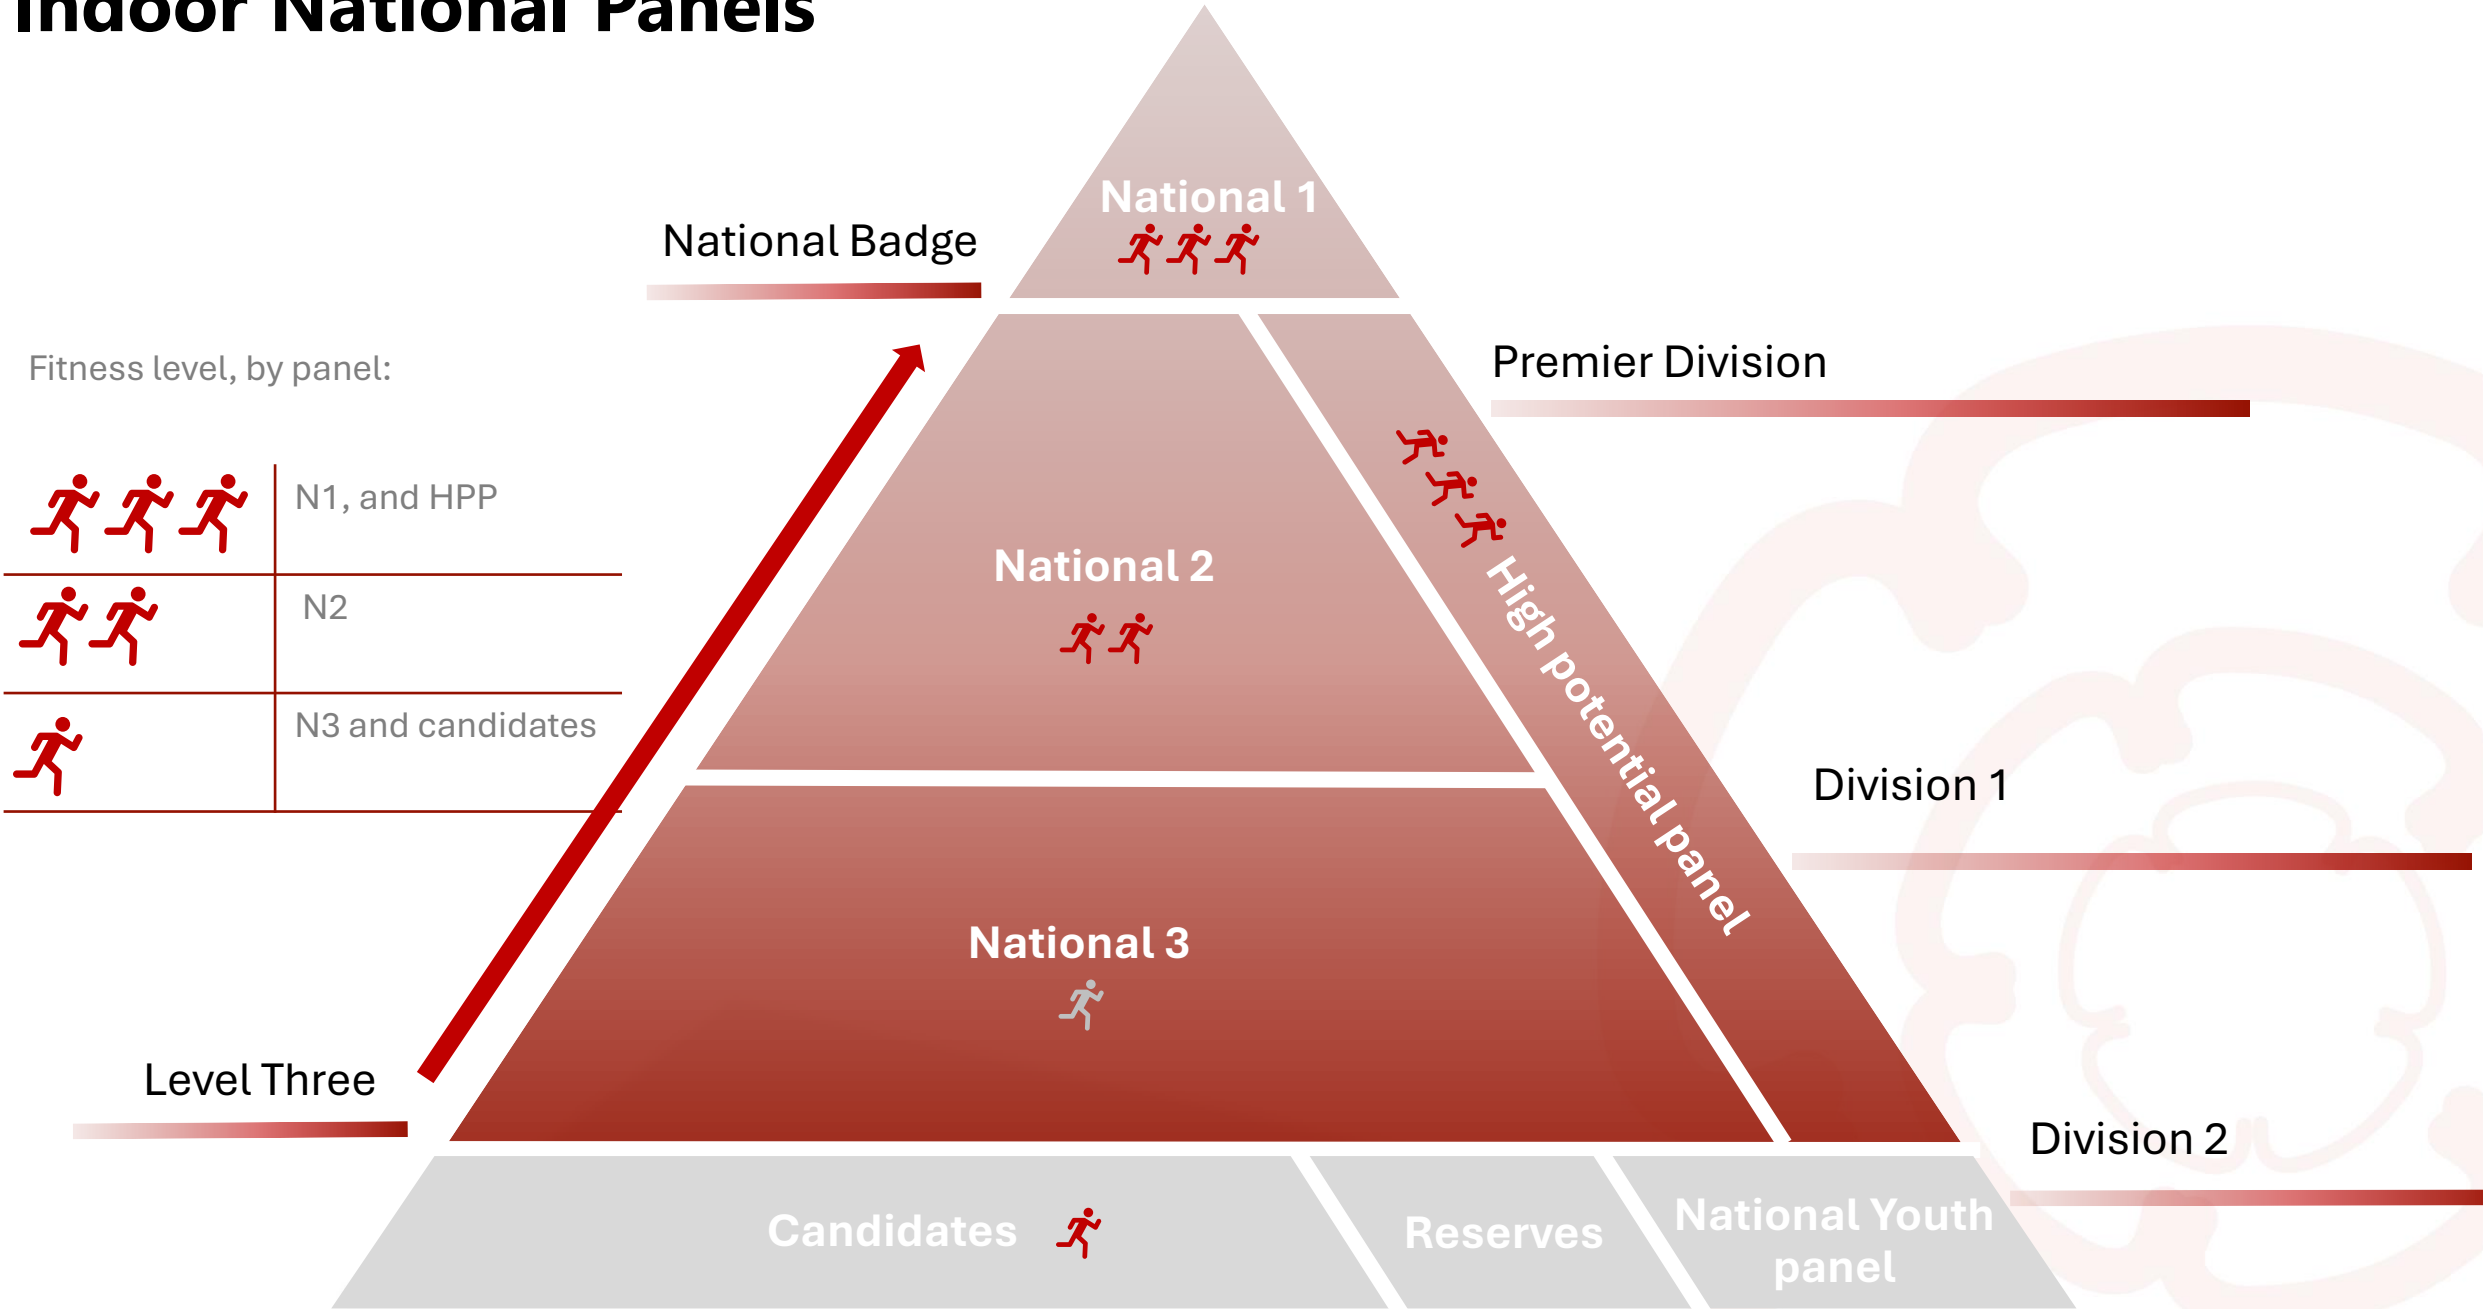 Indoor National Panels
National 1
National Badge
Premier Division
Fitness level, by panel:
N1, and HPP
N2
N3 and candidates
National 2
High potential panel
Division 1
National 3
Level Three
Division 2
Candidates
Reserves
National Youth
panel